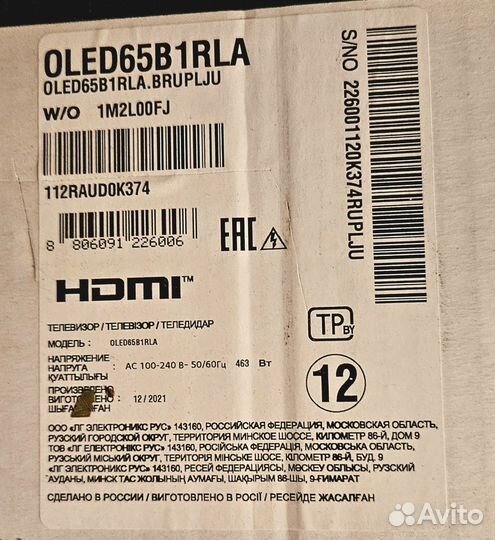 OLED65B1RLA
OLED65B1RLA.BRUPLJU
W/O 1M2L00FJ
112RAUD0K374
8 806091 226006
EAC
HDMI™
S/NO 226001120K374RUPLJU
TP BY
12
ТЕЛЕВИЗОР / ТЕЛЕВІЗОР / ТЕЛЕДИДАР
МОДЕЛЬ : OLED65B1RLA
НАПРЯЖЕНИЕ
НАПРУГА : AC 100-240 В~ 50/60Гц 463 Вт
ҚУАТТЫЛЫҒЫ
ПРОИЗВЕДЕНО
: 12 / 2021
ООО «ЛГ ЭЛЕКТРОНИКС РУС» 143160, РОССИЙСКАЯ ФЕДЕРАЦИЯ, МОСКОВСКАЯ ОБЛАСТЬ,
РУЗСКИЙ ГОРОДСКОЙ ОКРУГ, ТЕРРИТОРИЯ МИНСКОЕ ШОССЕ, КИЛОМЕТР 86-Й, ДОМ 9
ТОВ «ЛГ ЕЛЕКТРОНІКС РУС» 143160, РОСІЙСЬКА ФЕДЕРАЦІЯ, МОСКОВСЬКА ОБЛАСТЬ,
РУЗЬКИЙ МІСЬКИЙ ОКРУГ, ТЕРИТОРІЯ МІНСЬКЕ ШОСЕ, КІЛОМЕТР 86-Й, БУД. 9
«ЛГ ЭЛЕКТРОНИКС РУС» 143160, РЕСЕЙ ФЕДЕРАЦИЯСЫ, МӘСКЕУ ОБЛЫСЫ, РУЗСКИЙ
АУДАНЫ, МИНСК ТАС ЖОЛЫНЫҢ АУМАҒЫ, ШАҚЫРЫМ 86-ШЫ, 9-ҒИМАРАТ
СДЕЛАНО В РОССИИ / ВИГОТОВЛЕНО В РОСІЇ / РЕСЕЙДЕ ЖАСАЛҒАН
Avito